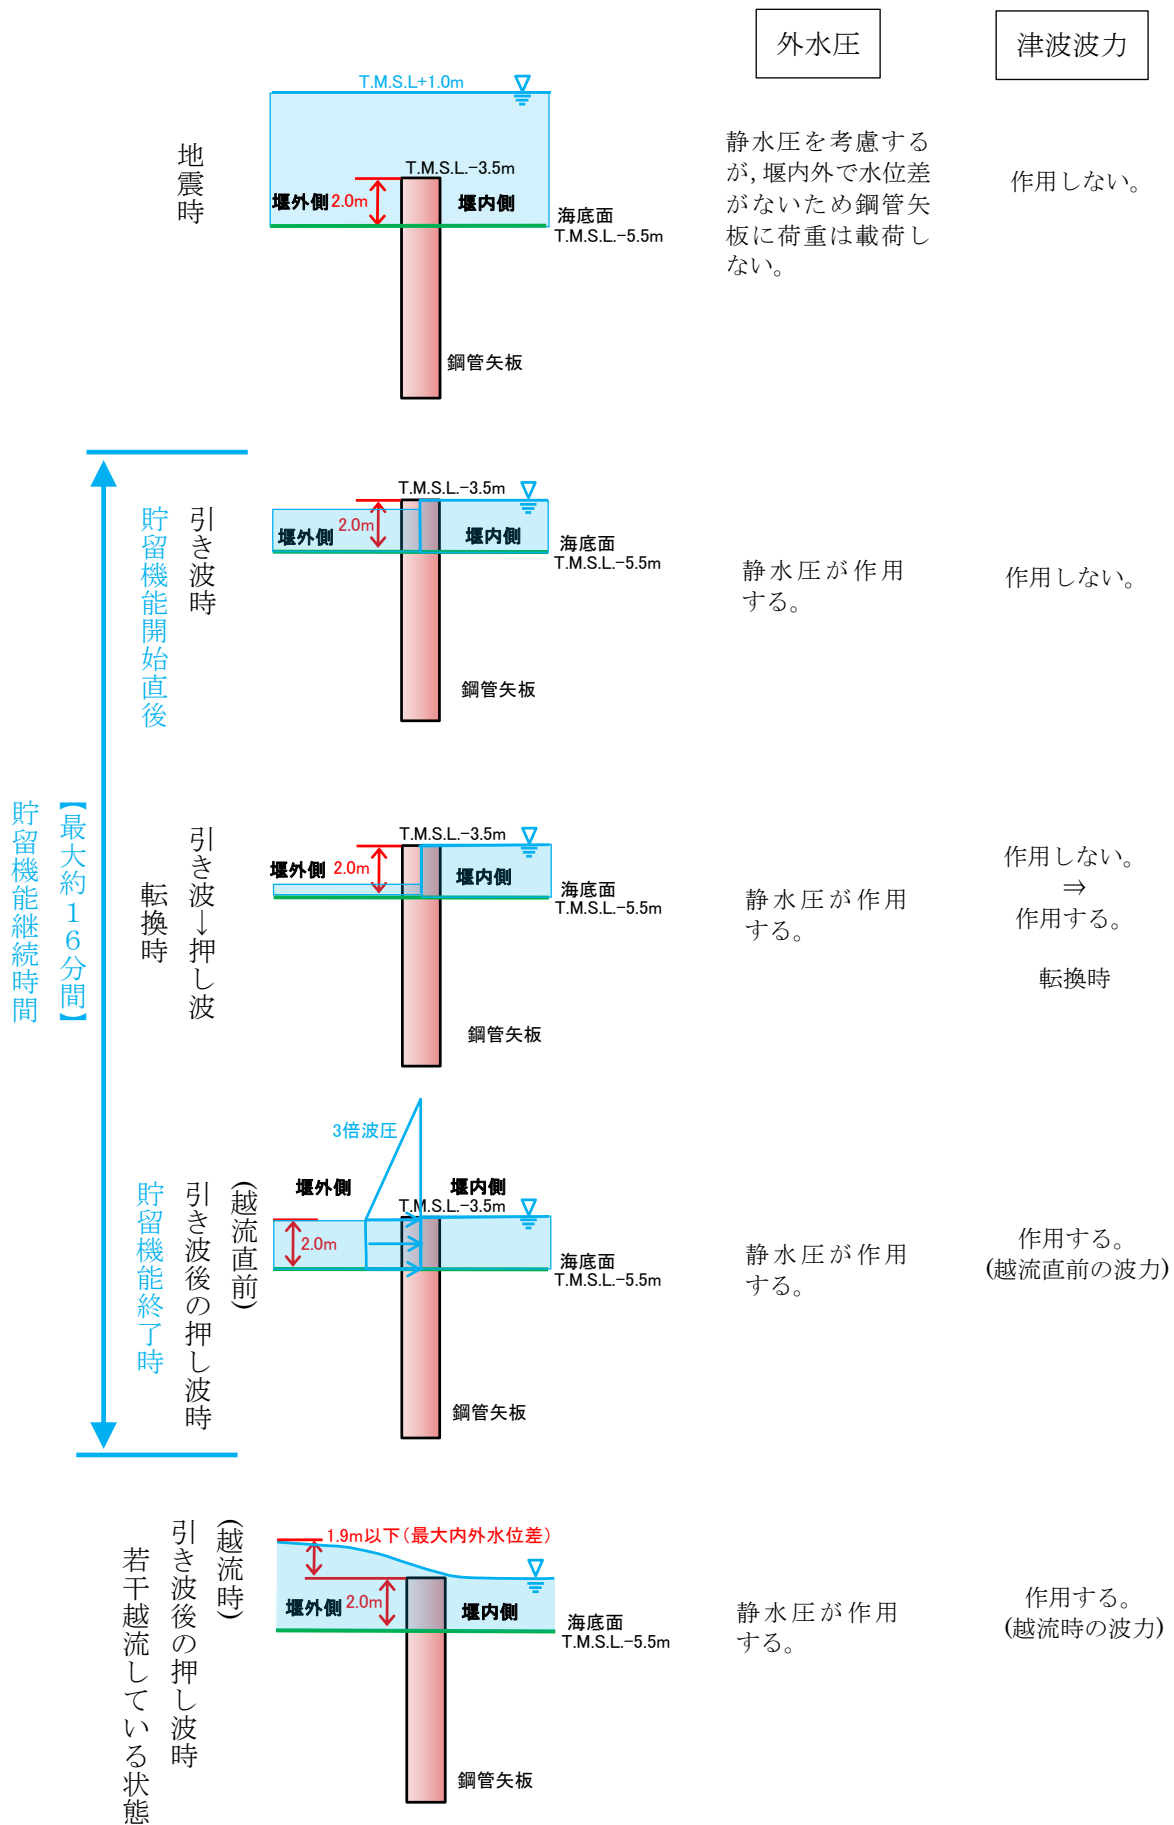 外水圧
津波波力
地震時
T.M.S.L+1.0m
T.M.S.L.-3.5m
堰外側
2.0m
堰内側
海底面
T.M.S.L.-5.5m
鋼管矢板
静水圧を考慮する
が,堰内外で水位差
がないため鋼管矢
板に荷重は載荷し
ない。
作用しない。
貯留機能継続時間
【最大約16分間】
引き波時
貯留機能開始直後
T.M.S.L.-3.5m
堰外側
2.0m
堰内側
海底面
T.M.S.L.-5.5m
鋼管矢板
静水圧が作用
する。
作用しない。
引き波→押し波
転換時
T.M.S.L.-3.5m
堰外側
2.0m
堰内側
海底面
T.M.S.L.-5.5m
鋼管矢板
静水圧が作用
する。
作用しない。
⇒
作用する。
転換時
(越流直前)
引き波後の押し波時
貯留機能終了時
3倍波圧
堰外側
堰内側
T.M.S.L.-3.5m
2.0m
海底面
T.M.S.L.-5.5m
鋼管矢板
静水圧が作用
する。
作用する。
(越流直前の波力)
(越流時)
引き波後の押し波時
若干越流している状態
1.9m以下(最大内外水位差)
堰外側
2.0m
堰内側
海底面
T.M.S.L.-5.5m
鋼管矢板
静水圧が作用
する。
作用する。
(越流時の波力)